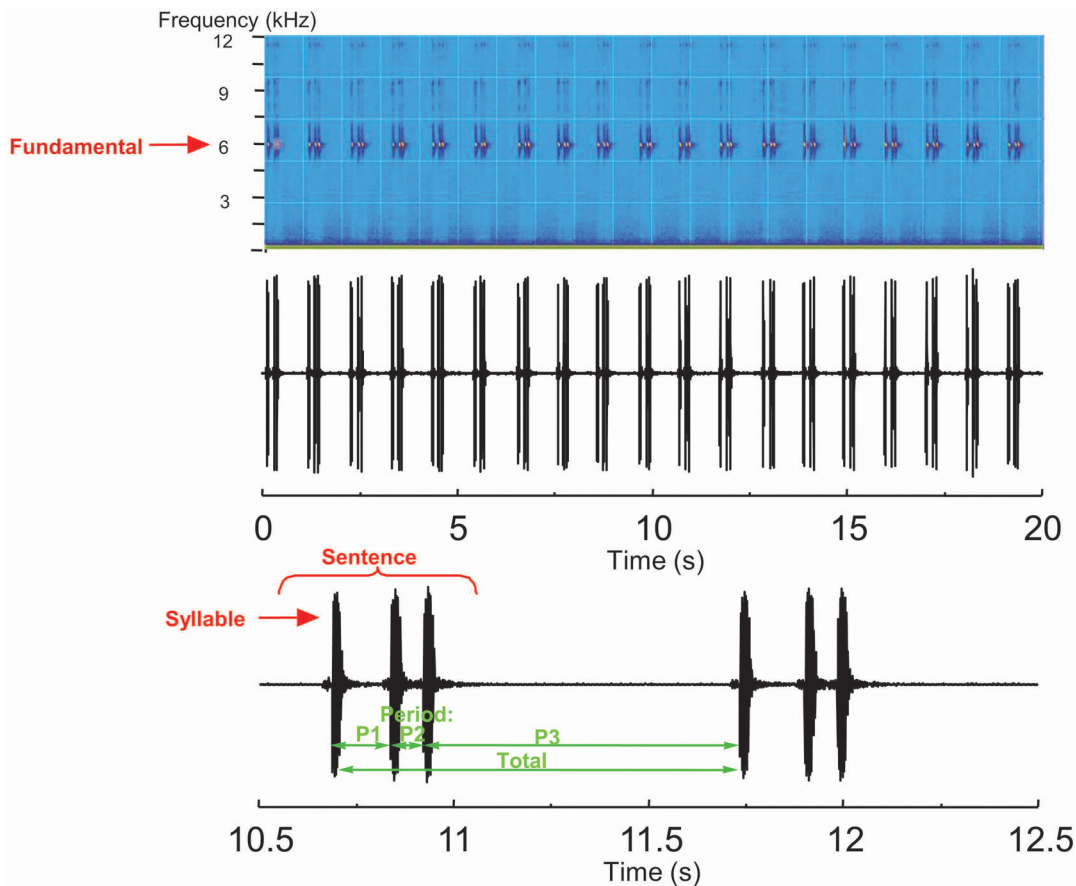 Frequency (kHz)
12
9
Fundamental
6
3
0 5 10 15 20
Time (s)
Sentence
Syllable
Period:
P1 P2 P3
Total
10.5 11 11.5 12 12.5
Time (s)